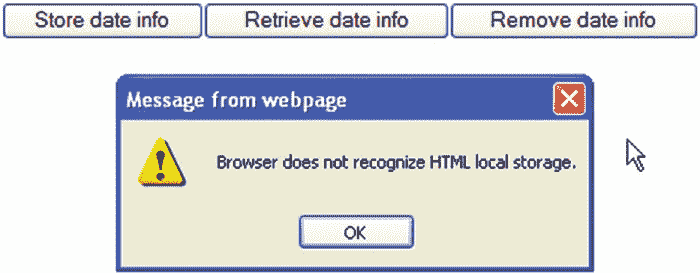 Store date info Retrieve date info Remove date info
Message from webpage
Browser does not recognize HTML local storage.
OK